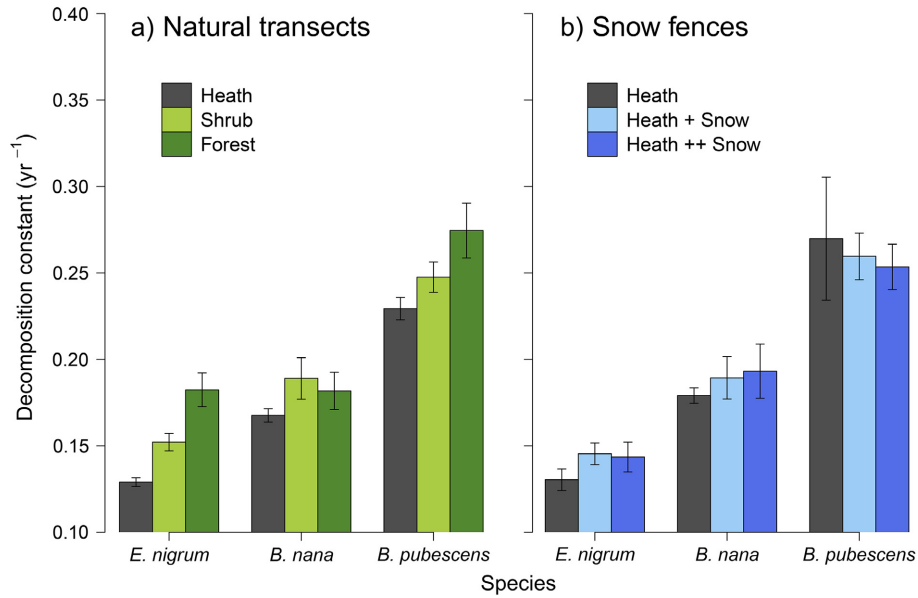 a) Natural transects
Heath
Shrub
Forest
b) Snow fences
Heath
Heath + Snow
Heath ++ Snow
Decomposition constant (yr⁻¹)
0.40
0.35
0.30
0.25
0.20
0.15
0.10
E. nigrum
B. nana
B. pubescens
E. nigrum
B. nana
B. pubescens
Species